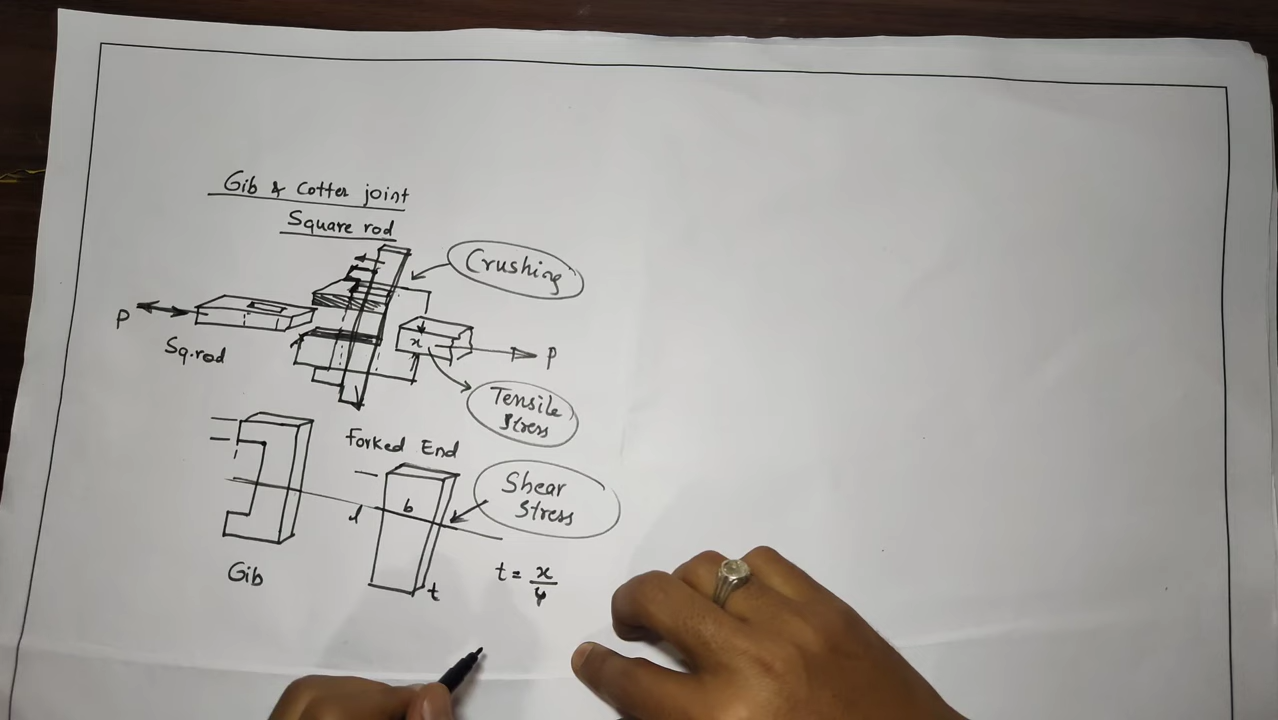 Gib & Cotter joint
Square rod
Crushing
P
x
P
Sq.rod
Tensile
Stress
Forked End
Shear
Stress
b
Gib
t
t = x/4